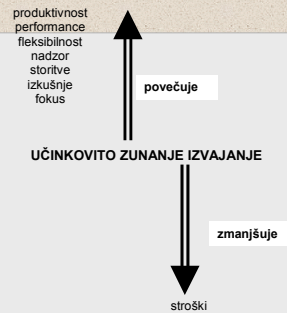 produktivnost
performance
fleksibilnost
nadzor
storitve
izkušnje
fokus
povečuje
UČINKOVITO ZUNANJE IZVAJANJE
zmanjšuje
stroški